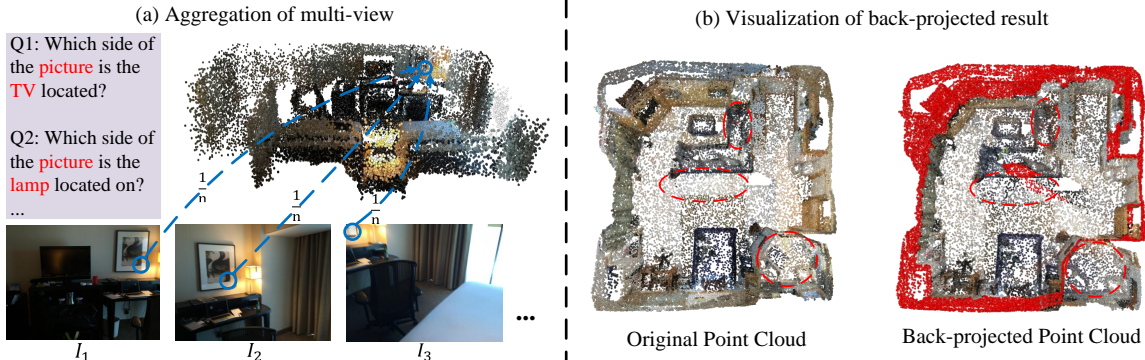 (a) Aggregation of multi-view
Q1: Which side of
the picture is the
TV located?
Q2: Which side of
the picture is the
lamp located on?
...
1/n
1/n
1/n
I₁
I₂
I₃
...
(b) Visualization of back-projected result
Original Point Cloud
Back-projected Point Cloud